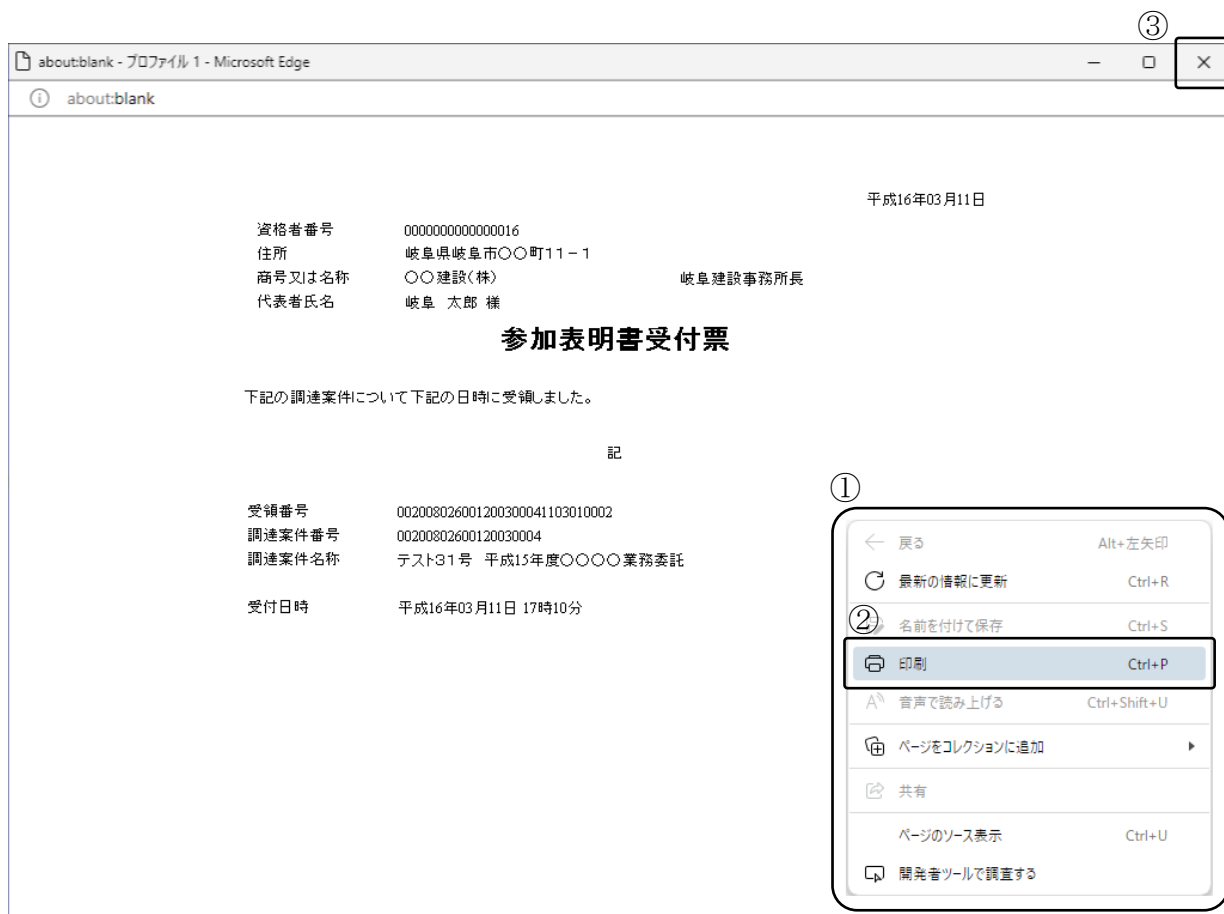 ③
about:blank - プロファイル 1 - Microsoft Edge
about:blank
平成16年03月11日
資格者番号 0000000000000016
住所 岐阜県岐阜市〇〇町11-1
商号又は名称 〇〇建設(株) 岐阜建設事務所長
代表者氏名 岐阜 太郎 様
参加表明書受付票
下記の調達案件について下記の日時に受領しました。
記
受領番号 002008026001200300041103010002
調達案件番号 00200802600120030004
調達案件名称 テスト31号 平成15年度〇〇〇〇業務委託
受付日時 平成16年03月11日 17時10分
①
戻る Alt+左矢印
最新の情報に更新 Ctrl+R
②
名前を付けて保存 Ctrl+S
印刷 Ctrl+P
音声で読み上げる Ctrl+Shift+U
ページをコレクションに追加
共有
ページのソース表示 Ctrl+U
開発者ツールで調査する